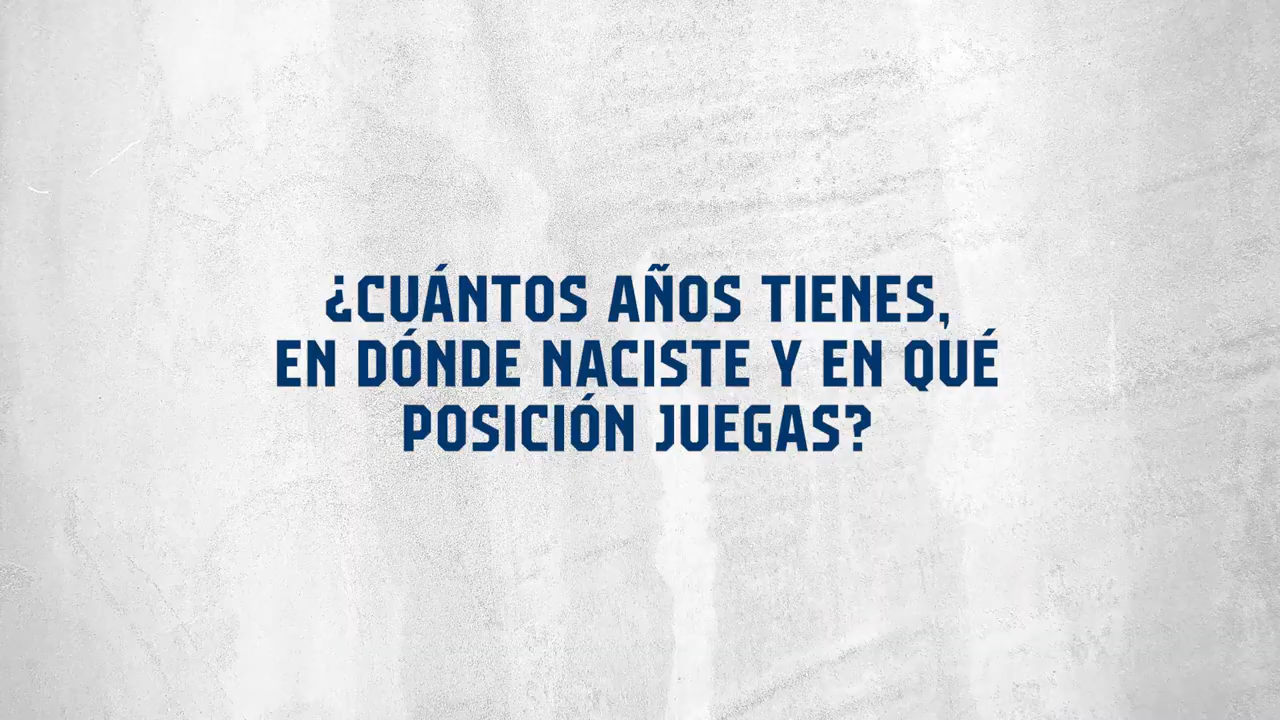 ¿CUÁNTOS AÑOS TIENES,
EN DÓNDE NACISTE Y EN QUÉ
POSICIÓN JUEGAS?